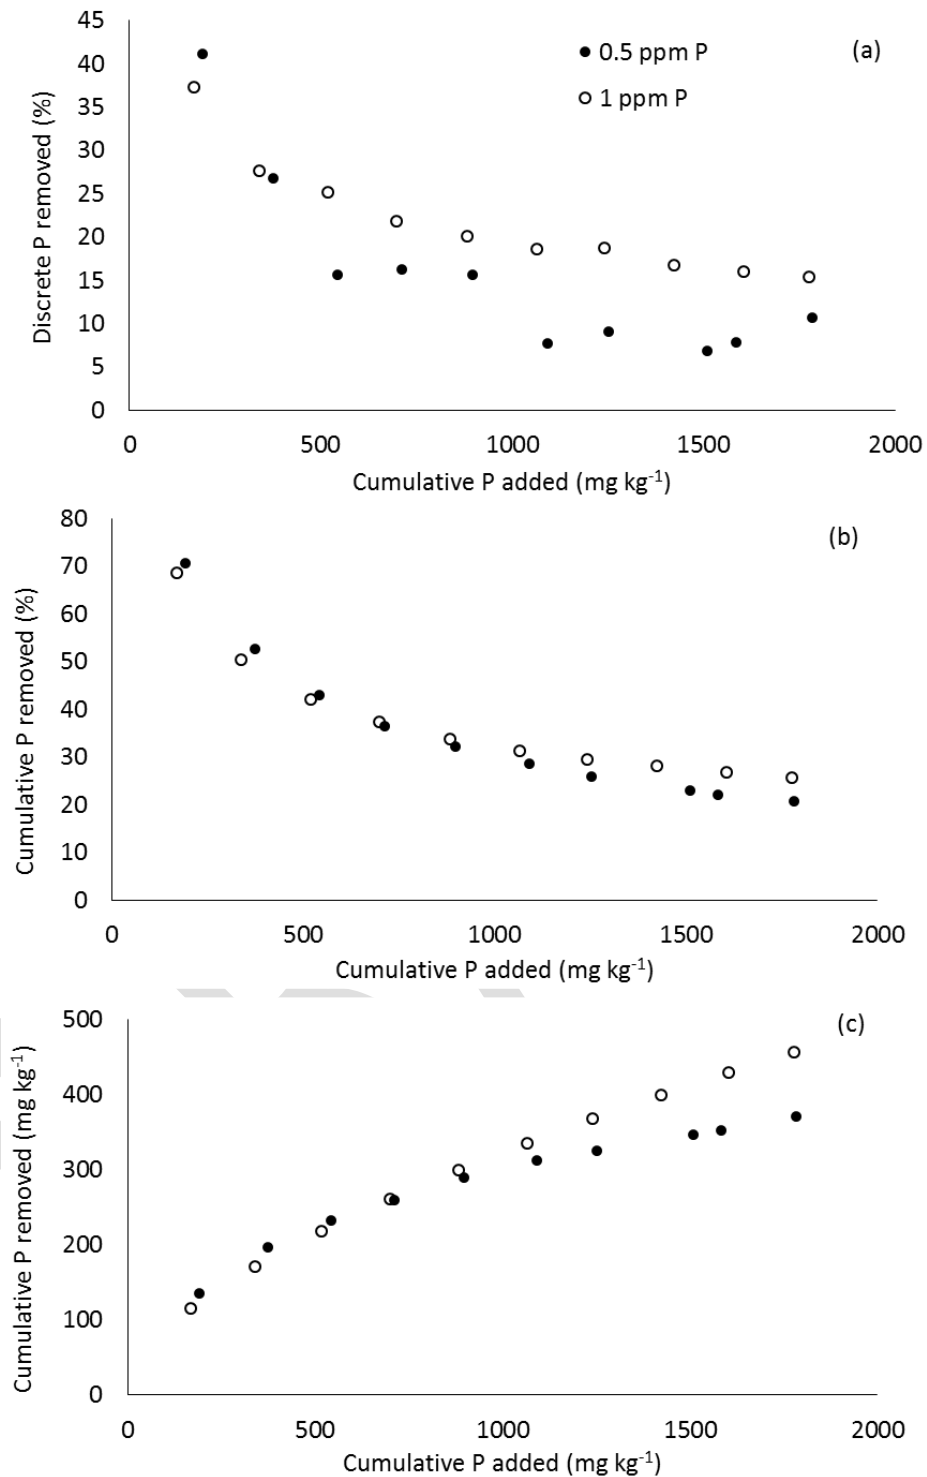 45
40
35
30
25
20
15
10
5
0
Discrete P removed (%)
0.5 ppm P
1 ppm P
(a)
0 500 1000 1500 2000
Cumulative P added (mg kg⁻¹)
80
70
60
50
40
30
20
10
0
Cumulative P removed (%)
(b)
0 500 1000 1500 2000
Cumulative P added (mg kg⁻¹)
500
400
300
200
100
0
Cumulative P removed (mg kg⁻¹)
(c)
0 500 1000 1500 2000
Cumulative P added (mg kg⁻¹)